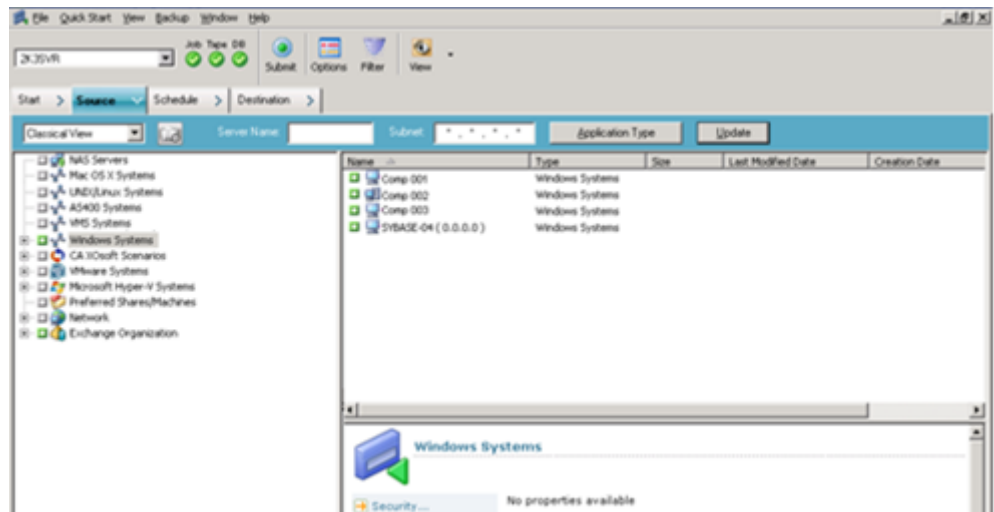 File Quick Start View Backup Window Help
2K3SVR
Job Tape DB
Submit Options Filter View
Start Source Schedule Destination
Classical View Server Name: Subnet: * . * . * . * Application Type Update
NAS Servers
Mac OS X Systems
UNIX/Linux Systems
AS400 Systems
VMS Systems
Windows Systems
CA XOsoft Scenarios
VMware Systems
Microsoft Hyper-V Systems
Preferred Shares/Machines
Network
Exchange Organization
Name Type Size Last Modified Date Creation Date
Comp 001 Windows Systems
Comp 002 Windows Systems
Comp 003 Windows Systems
SYBASE-04 ( 0.0.0.0 ) Windows Systems
Windows Systems
Security... No properties available